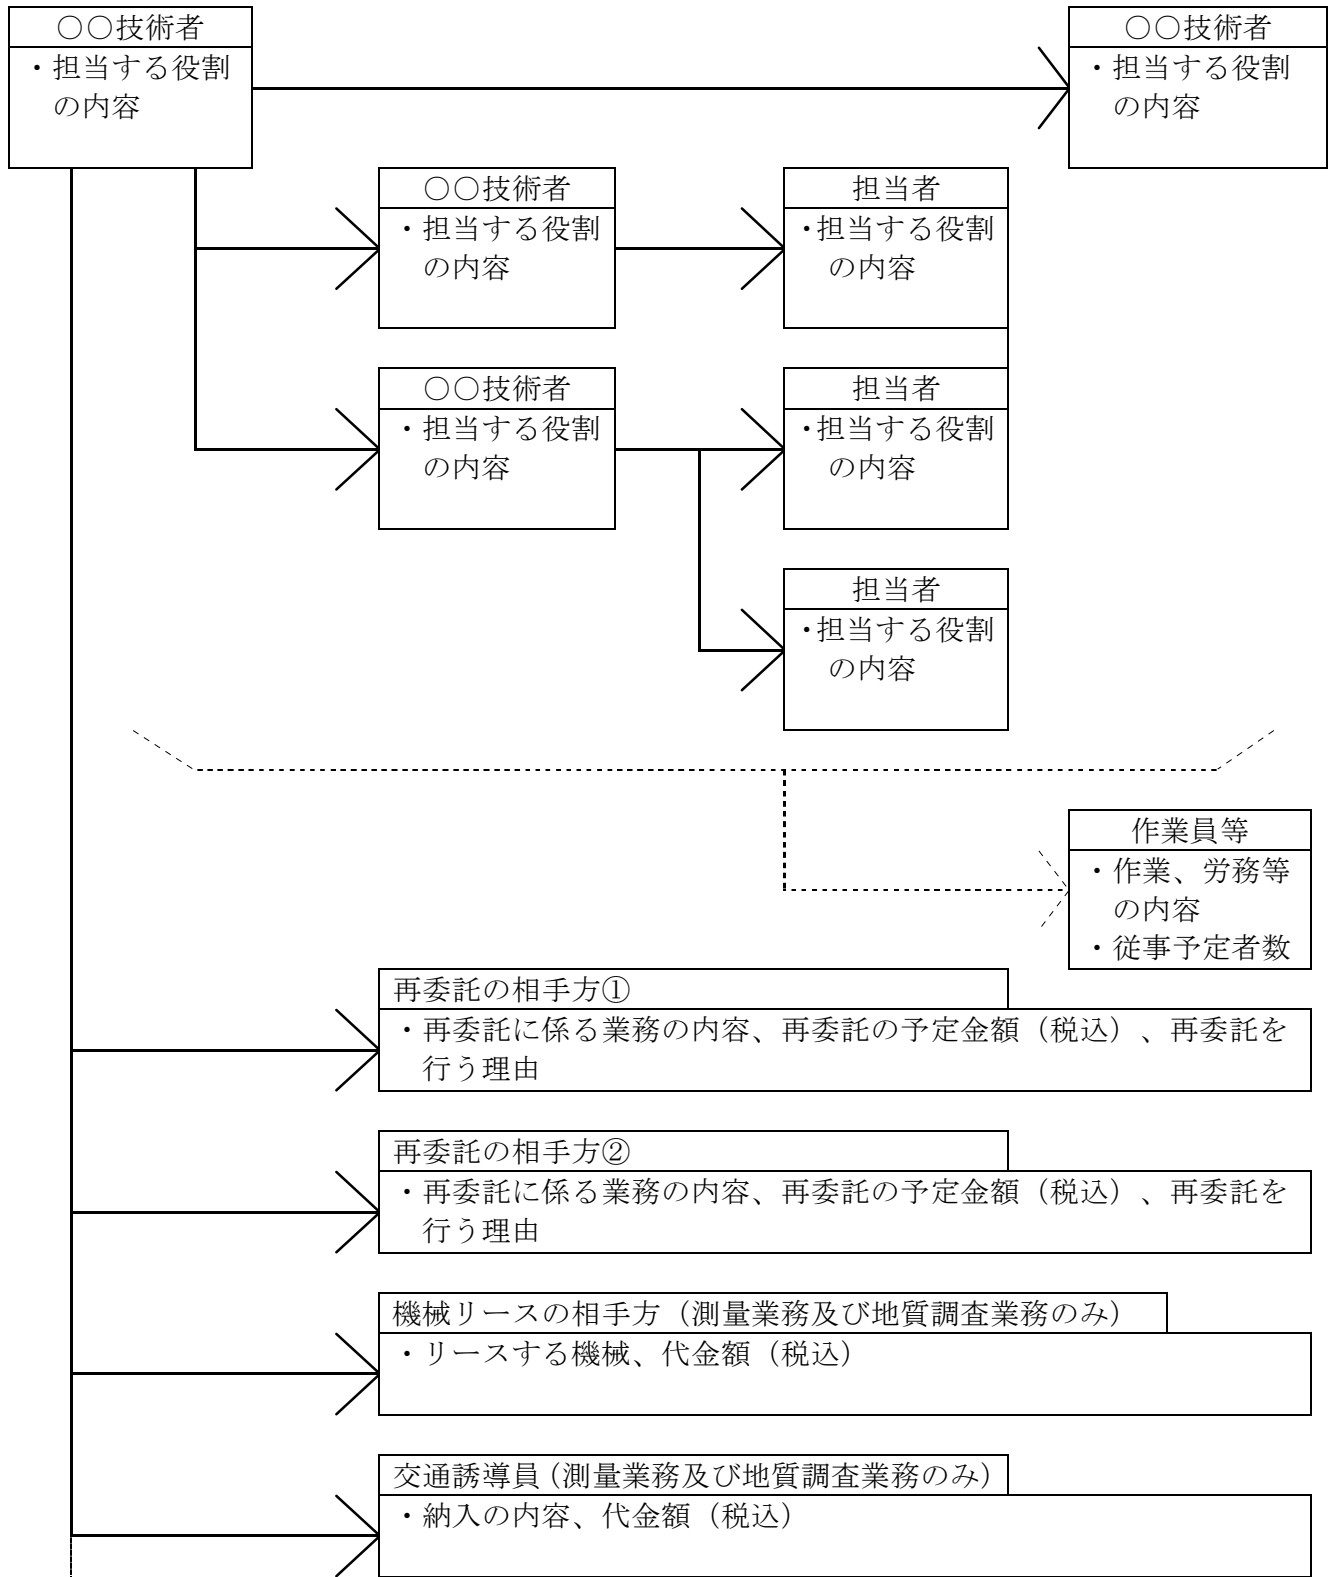 ○○技術者
・担当する役割
の内容
○○技術者
・担当する役割
の内容
○○技術者
・担当する役割
の内容
担当者
・担当する役割
の内容
○○技術者
・担当する役割
の内容
担当者
・担当する役割
の内容
担当者
・担当する役割
の内容
作業員等
・作業、労務等
の内容
・従事予定者数
再委託の相手方①
・再委託に係る業務の内容、再委託の予定金額（税込）、再委託を
行う理由
再委託の相手方②
・再委託に係る業務の内容、再委託の予定金額（税込）、再委託を
行う理由
機械リースの相手方（測量業務及び地質調査業務のみ）
・リースする機械、代金額（税込）
交通誘導員（測量業務及び地質調査業務のみ）
・納入の内容、代金額（税込）